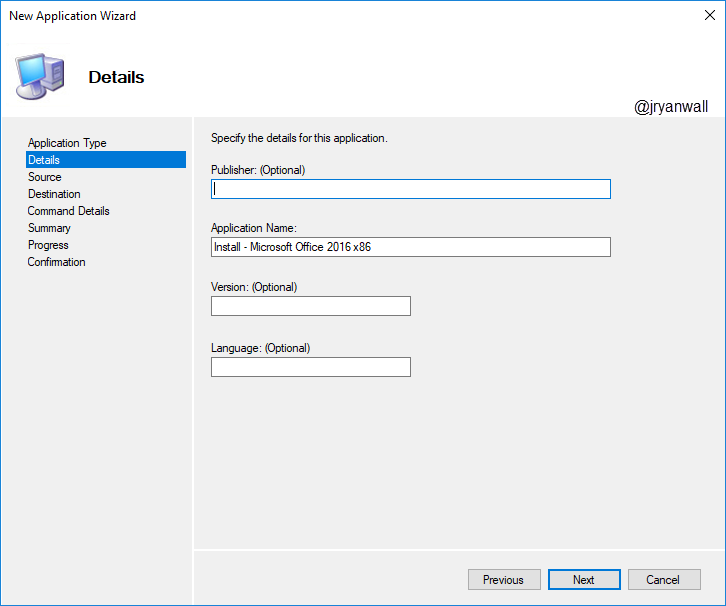 New Application Wizard
Details
@jryanwall
Application Type
Details
Source
Destination
Command Details
Summary
Progress
Confirmation
Specify the details for this application.
Publisher: (Optional)
Application Name:
Install - Microsoft Office 2016 x86
Version: (Optional)
Language: (Optional)
Previous
Next
Cancel